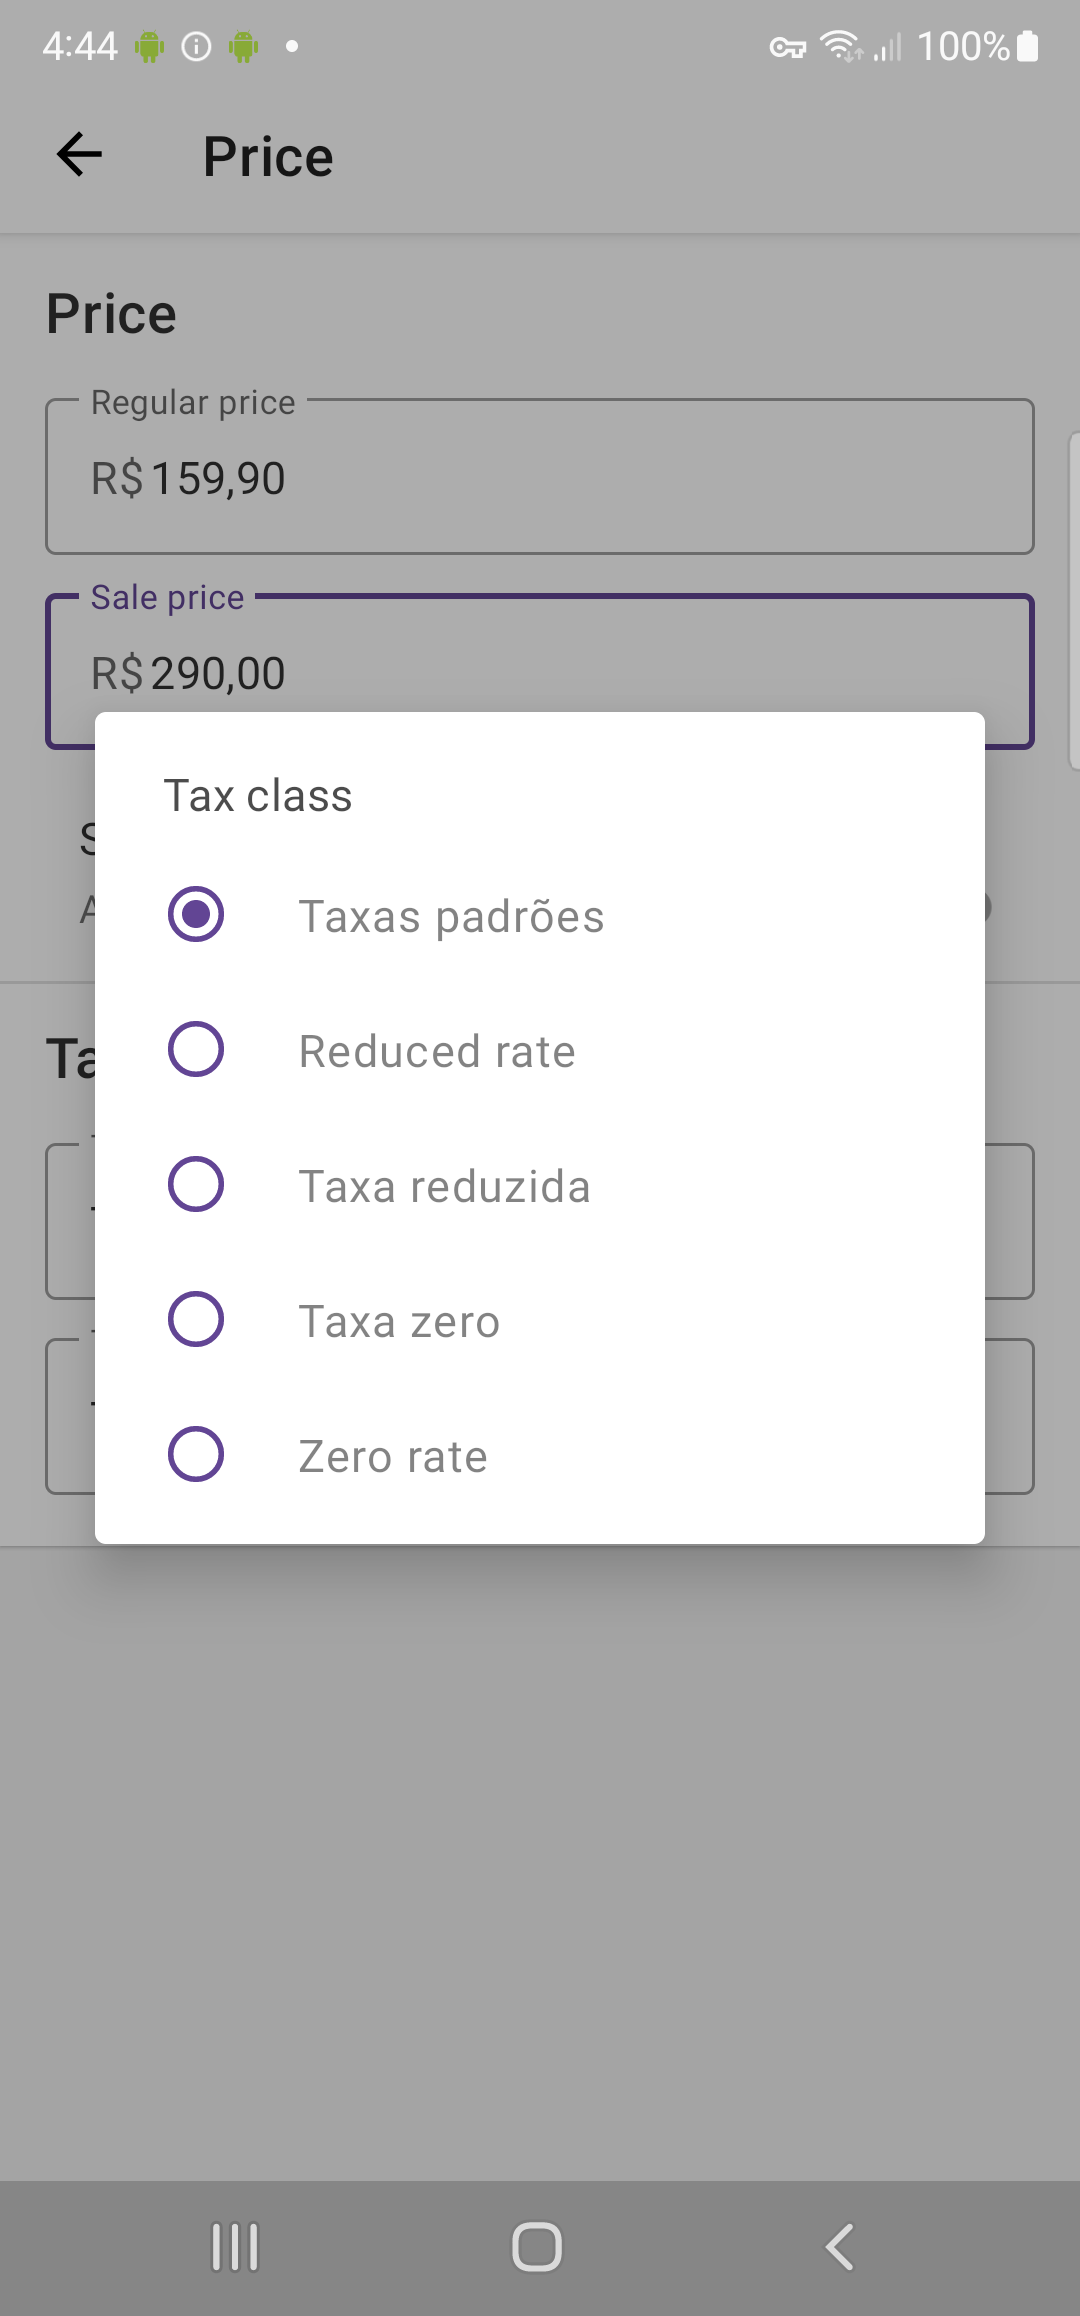 4:44 100%
Price
Price
Regular price
R$ 159,90
Sale price
R$ 290,00
Tax class
Taxas padrões
Reduced rate
Taxa reduzida
Taxa zero
Zero rate